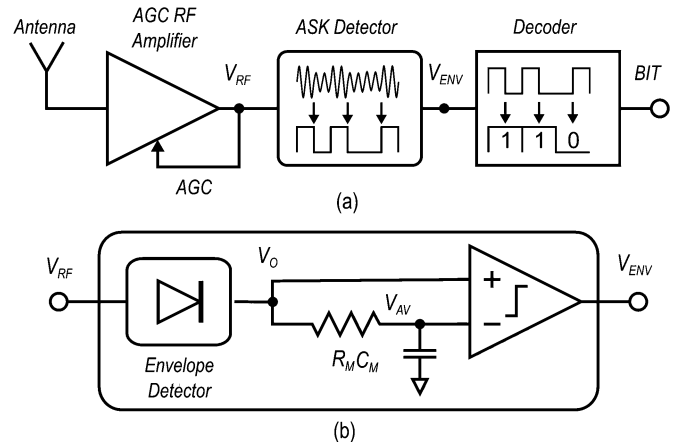 Antenna
AGC RF
Amplifier
ASK Detector
Decoder
V_RF
V_ENV
BIT
1 1 0
AGC
(a)
V_RF
V_O
V_ENV
+
V_AV
−
R_MC_M
Envelope
Detector
(b)